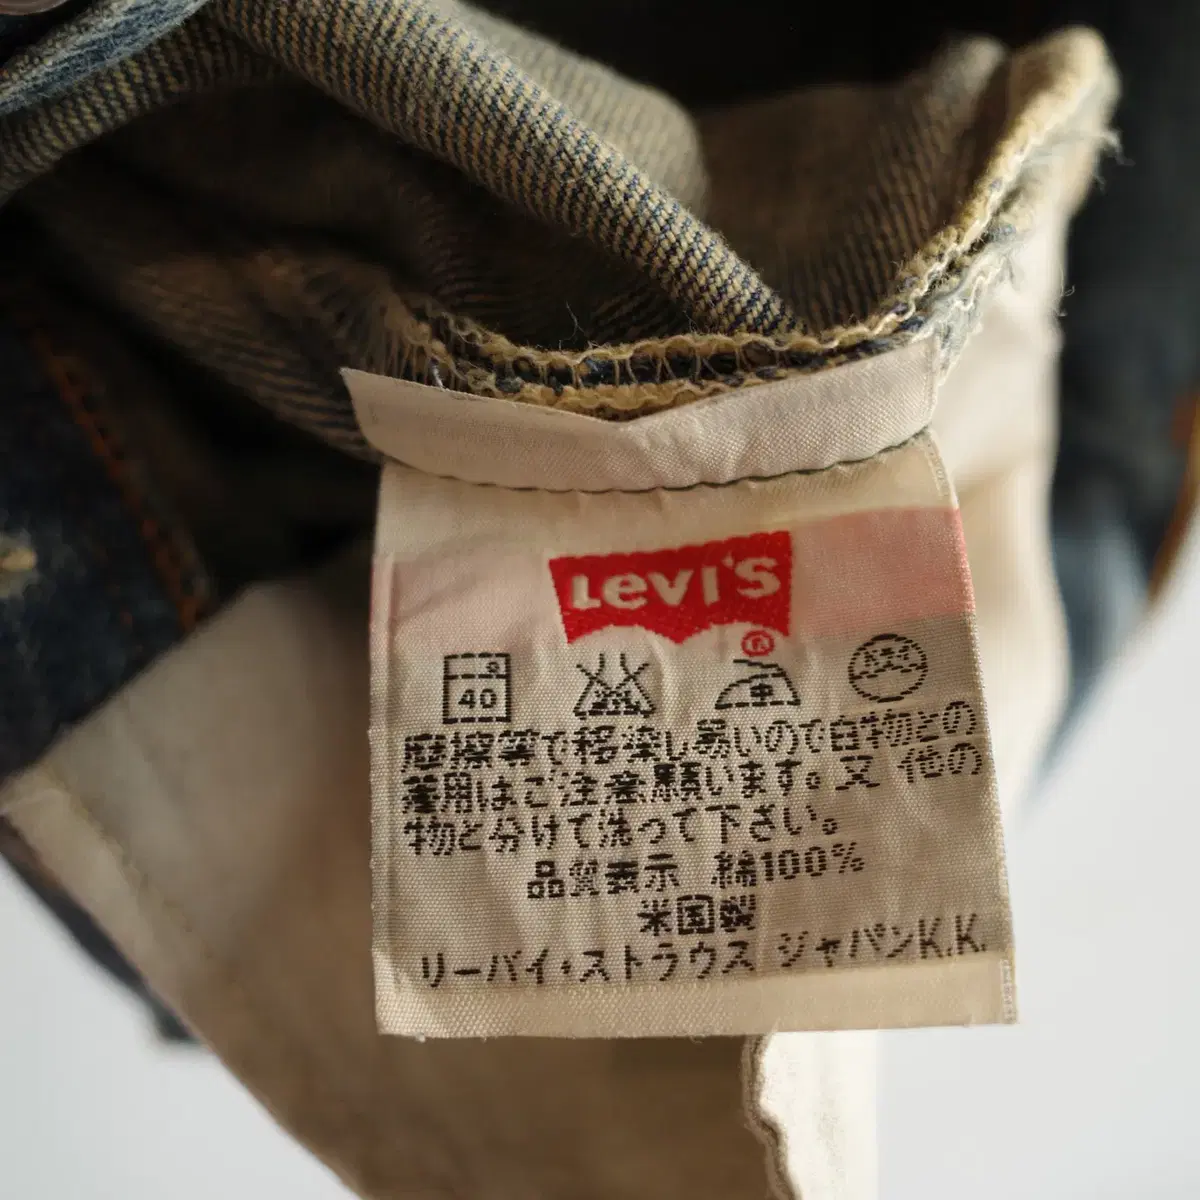 LEVI'S
®
40
中
摩擦等で移染し易いので白物との
着用はご注意願います。又他の
物と分けて洗って下さい。
品質表示 綿100%
米国製
リーバイ・ストラウス ジャパンK.K.